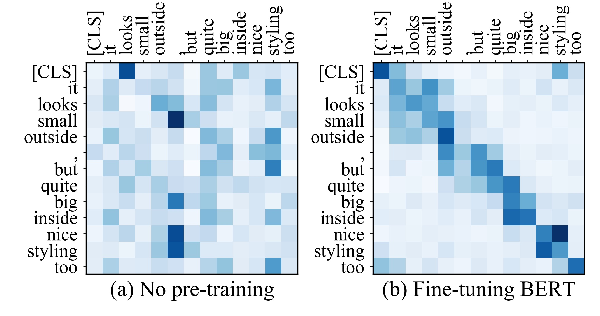 [CLS] it looks small outside , but quite big inside nice styling too
[CLS] it looks small outside , but quite big inside nice styling too
[CLS]
it
looks
small
outside
,
but
quite
big
inside
nice
styling
too
[CLS]
it
looks
small
outside
,
but
quite
big
inside
nice
styling
too
(a) No pre-training
(b) Fine-tuning BERT